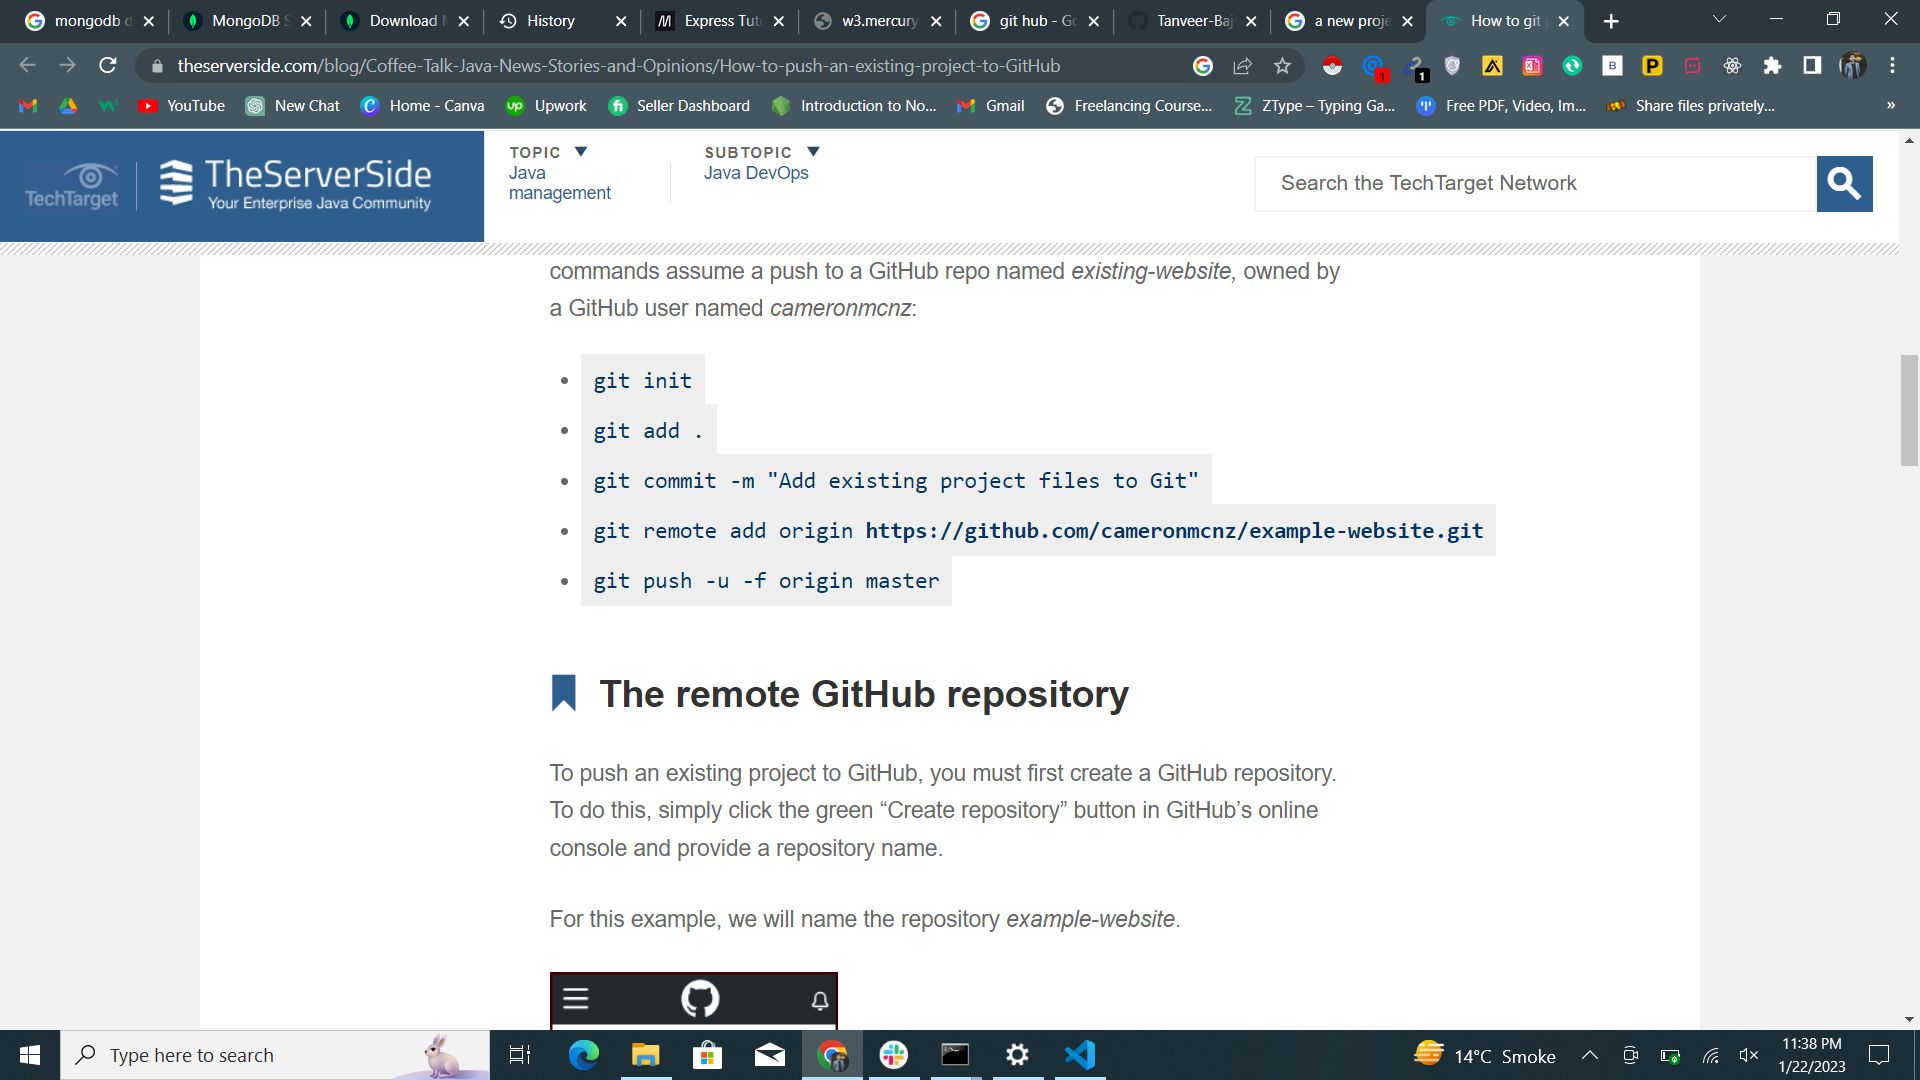 mongodb d
MongoDB S
Download M
History
Express Tut
w3.mercury
git hub - Go
Tanveer-Baj
a new proje
How to git p
theserverside.com/blog/Coffee-Talk-Java-News-Stories-and-Opinions/How-to-push-an-existing-project-to-GitHub
1
1
YouTube
New Chat
Home - Canva
Upwork
Seller Dashboard
Introduction to No...
Gmail
Freelancing Course...
ZType – Typing Ga...
Free PDF, Video, Im...
Share files privately...
»
TechTarget
TheServerSide
Your Enterprise Java Community
TOPIC
Java
management
SUBTOPIC
Java DevOps
Search the TechTarget Network
commands assume a push to a GitHub repo named existing-website, owned by
a GitHub user named cameronmcnz:
• git init
• git add .
• git commit -m "Add existing project files to Git"
• git remote add origin https://github.com/cameronmcnz/example-website.git
• git push -u -f origin master
The remote GitHub repository
To push an existing project to GitHub, you must first create a GitHub repository.
To do this, simply click the green “Create repository” button in GitHub’s online
console and provide a repository name.
For this example, we will name the repository example-website.
Type here to search
14°C Smoke
11:38 PM
1/22/2023